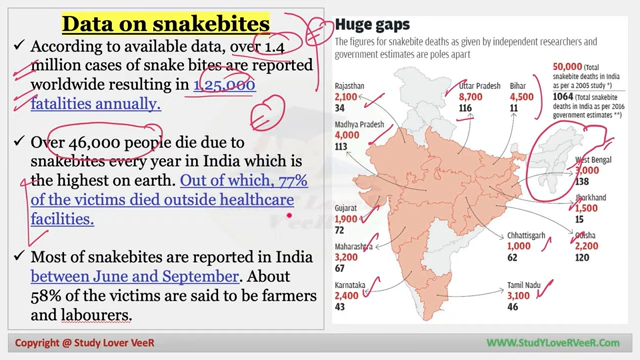 Data on snakebites
✓ According to available data, over 1.4
million cases of snake bites are reported
worldwide resulting in 1,25,000
fatalities annually.
✓ Over 46,000 people die due to
snakebites every year in India which is
the highest on earth. Out of which, 77%
of the victims died outside healthcare
facilities.
✓ Most of snakebites are reported in India
between June and September. About
58% of the victims are said to be farmers
and labourers.
Huge gaps
The figures for snakebite deaths as given by independent researchers and
government estimates are poles apart
50,000 (Total
snakebite deaths in India
as per a 2005 study*)
1064 (Total snakebite
deaths in India as per 2016
government estimates **)
Rajasthan
2,100
34
Uttar Pradesh
8,700
116
Bihar
4,500
11
Madhya Pradesh
4,000
113
West Bengal
3,000
138
Jharkhand
1,500
15
Gujarat
1,900
72
Chhattisgarh
1,000
62
Odisha
2,200
120
Maharashtra
3,200
67
Karnataka
2,400
43
Tamil Nadu
3,100
46
Copyright @ Study Lover VeeR
WWW.STUDYLOVERVEER.COM